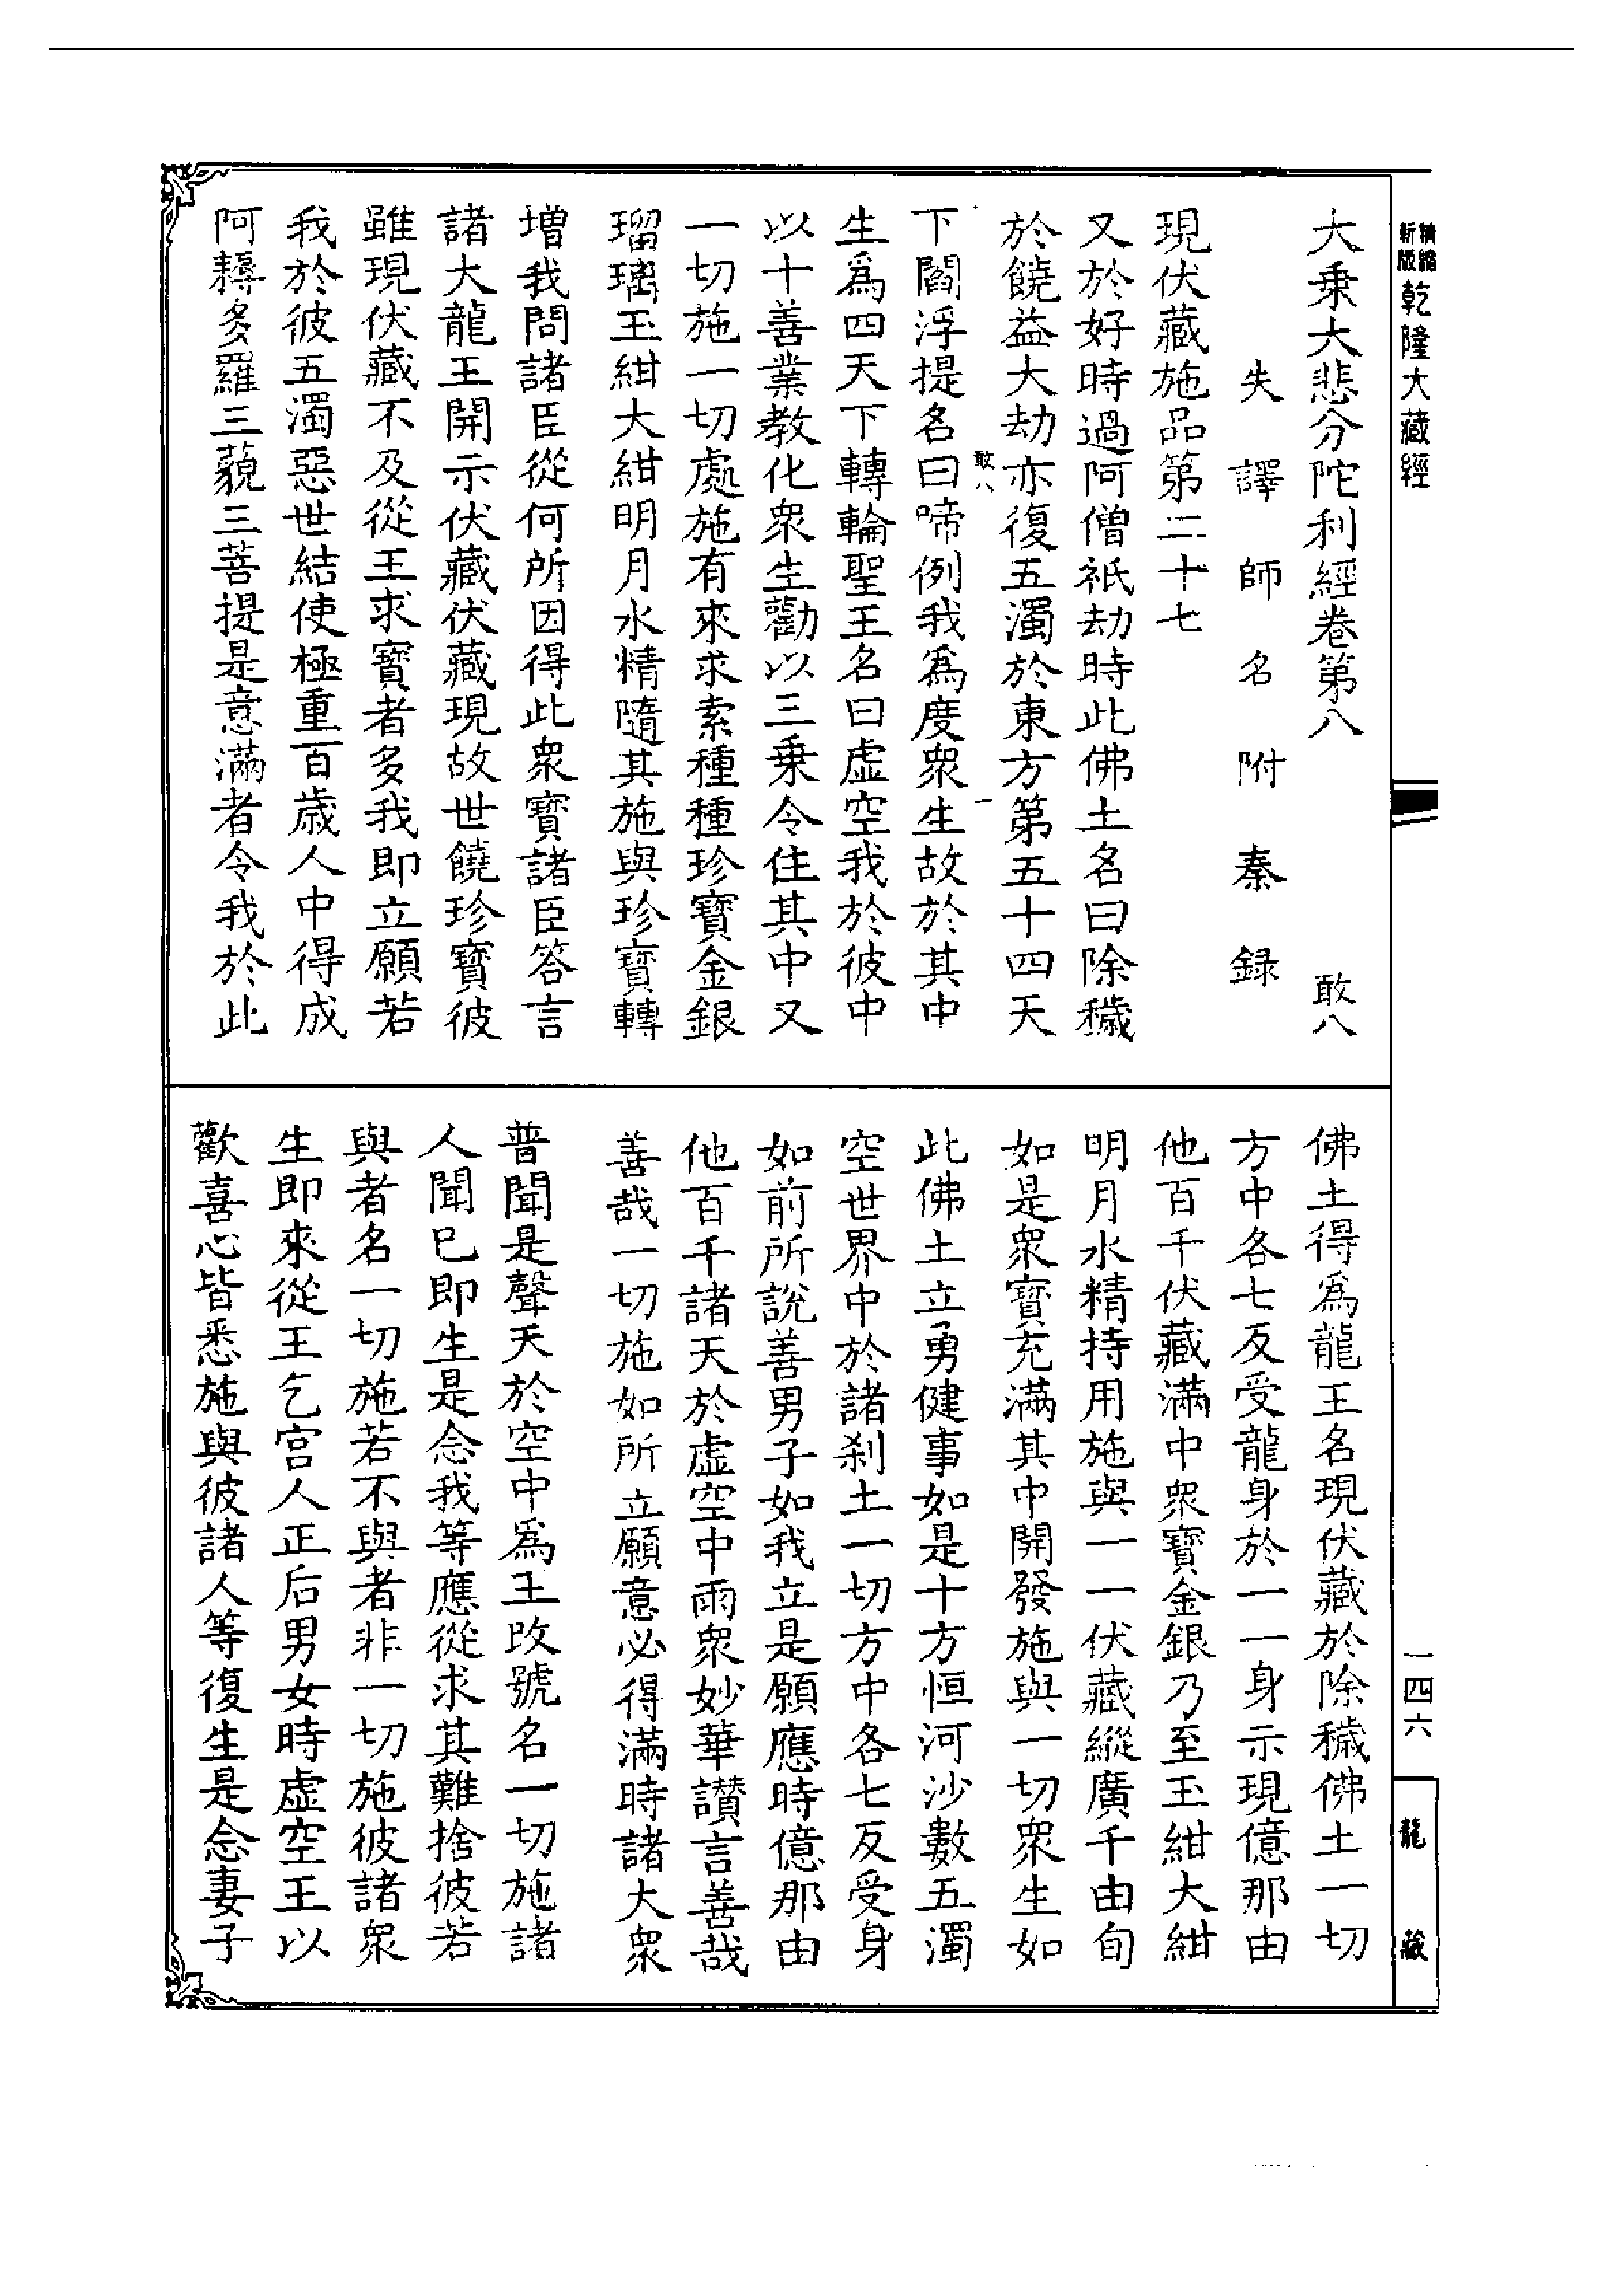 精縮
新版
乾隆大藏經
一四六
龍藏
大乗大悲分陀利經卷第八 敢八
失譯師名附秦録
現伏藏施品第二十七
又於好時過阿僧祇劫時此佛土名曰除穢
於饒益大劫亦復五濁於東方第五十四天
敢八 一
下閻浮提名曰啼例我爲度衆生故於其中
生爲四天下轉輪聖王名曰虛空我於彼中
以十善業教化衆生勸以三乗令住其中又
一切施一切處施有來求索種種珍寶金銀
瑠璃玉紺大紺明月水精隨其施與珍寶轉
増我問諸臣從何所因得此衆寶諸臣答言
諸大龍王開示伏藏伏藏現故世饒珍寶彼
雖現伏藏不及從王求寶者多我即立願若
我於彼五濁惡世結使極重百歳人中得成
阿耨多羅三藐三菩提是意滿者令我於此
佛土得爲龍王名現伏藏於除穢佛土一切
方中各七反受龍身於一一身示現億那由
他百千伏藏滿中衆寶金銀乃至玉紺大紺
明月水精持用施與一一伏藏縱廣千由旬
如是衆寶充滿其中開發施與一切衆生如
此佛土立勇健事如是十方恒河沙數五濁
空世界中於諸刹土一切方中各七反受身
如前所說善男子如我立是願應時億那由
他百千諸天於虛空中雨衆妙華讃言善哉
善哉一切施如所立願意必得滿時諸大衆
普聞是聲天於空中爲王改號名一切施諸
人聞已即生是念我等應從求其難捨彼若
與者名一切施若不與者非一切施彼諸衆
生即來從王乞宮人正后男女時虛空王以
歡喜心皆悉施與彼諸人等復生是念妻子